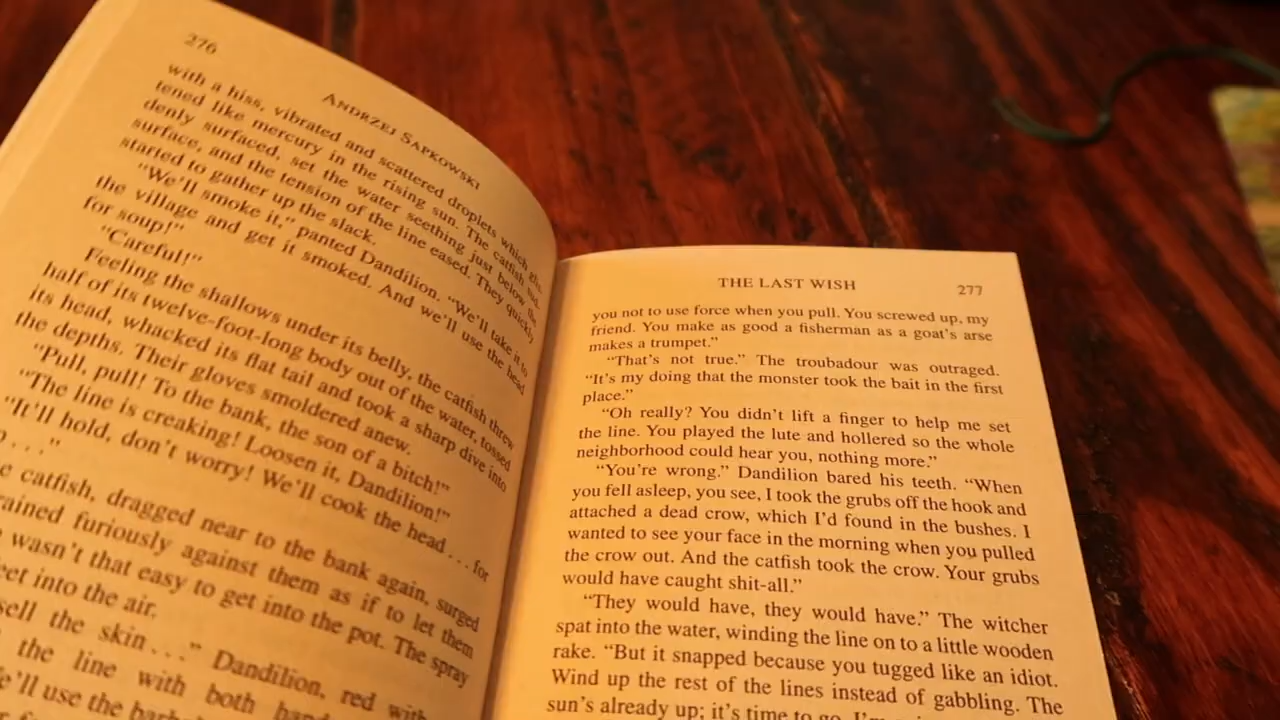 276
ANDRZEJ SAPKOWSKI
with a hiss, vibrated and scattered droplets which glis-
tened like mercury in the rising sun. The catfish sud-
denly surfaced, set the water seething just below the
surface, and the tension of the line eased. They quickly
started to gather up the slack.
“We’ll smoke it,” panted Dandilion. “We’ll take it to
the village and get it smoked. And we’ll use the head
for soup!”
“Careful!”
Feeling the shallows under its belly, the catfish threw
half of its twelve-foot-long body out of the water, tossed
its head, whacked its flat tail and took a sharp dive into
the depths. Their gloves smoldered anew.
“Pull, pull! To the bank, the son of a bitch!”
“The line is creaking! Loosen it, Dandilion!”
“It’ll hold, don’t worry! We’ll cook the head . . . for
. . .”
catfish, dragged near to the bank again, surged
furiously against them as if to let them
wasn’t that easy to get into the pot. The spray
into the air.
sell the skin . . .” Dandilion, red with
the line with both
We’ll use the
THE LAST WISH
277
you not to use force when you pull. You screwed up, my
friend. You make as good a fisherman as a goat’s arse
makes a trumpet.”
“That’s not true.” The troubadour was outraged.
“It’s my doing that the monster took the bait in the first
place.”
“Oh really? You didn’t lift a finger to help me set
the line. You played the lute and hollered so the whole
neighborhood could hear you, nothing more.”
“You’re wrong.” Dandilion bared his teeth. “When
you fell asleep, you see, I took the grubs off the hook and
attached a dead crow, which I’d found in the bushes. I
wanted to see your face in the morning when you pulled
the crow out. And the catfish took the crow. Your grubs
would have caught shit-all.”
“They would have, they would have.” The witcher
spat into the water, winding the line on to a little wooden
rake. “But it snapped because you tugged like an idiot.
Wind up the rest of the lines instead of gabbling. The
sun’s already up; it’s time to go.